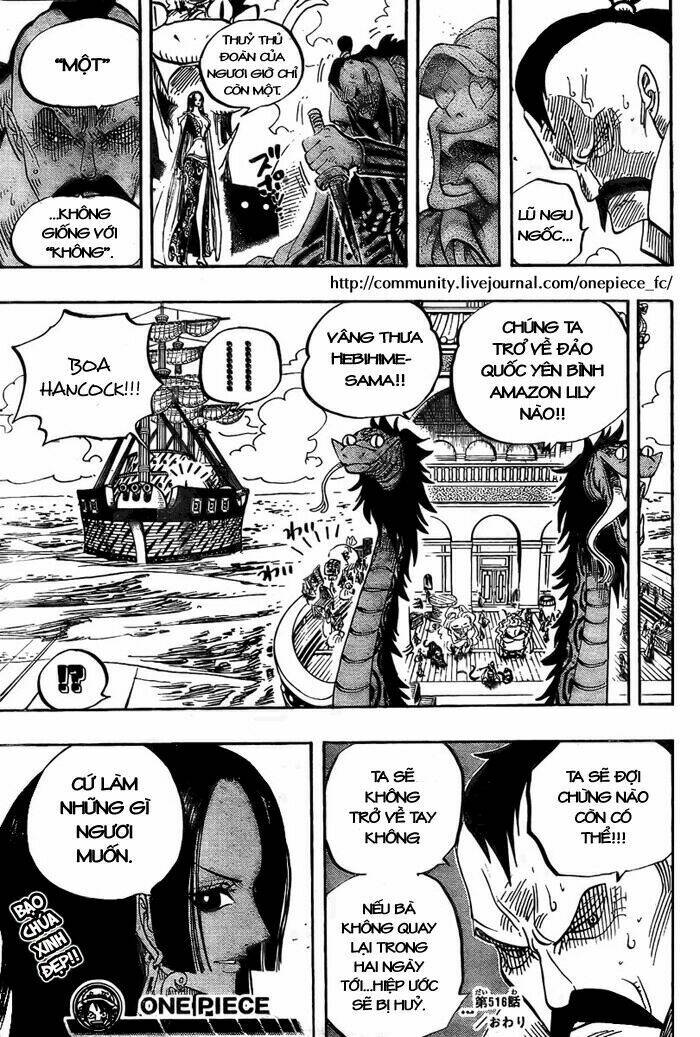 LŨ NGU
NGỐC...
THUỶ THỦ
ĐOÀN CỦA
NGƯƠI GIỜ CHỈ
CÒN MỘT.
"MỘT"
...KHÔNG
GIỐNG VỚI
"KHÔNG".
http://community.livejournal.com/onepiece_fc/
CHÚNG TA
TRỞ VỀ ĐẢO
QUỐC YÊN BÌNH
AMAZON LILY
NÀO!!
VÂNG THƯA
HEBIHIME-
SAMA!!
BOA
HANCOCK!!!
わっ
わっ
!?
TA SẼ ĐỢI
CHỪNG NÀO
CÒN CÓ
THỂ!!!
TA SẼ
KHÔNG
TRỞ VỀ TAY
KHÔNG
NẾU BÀ
KHÔNG QUAY
LẠI TRONG
HAI NGÀY
TỚI...HIỆP ƯỚC
SẼ BỊ HUỶ.
CỨ LÀM
NHỮNG GÌ
NGƯƠI
MUỐN.
BẠO
CHÚA
XINH
ĐẸP!!
ONE PIECE
第516話
おわり